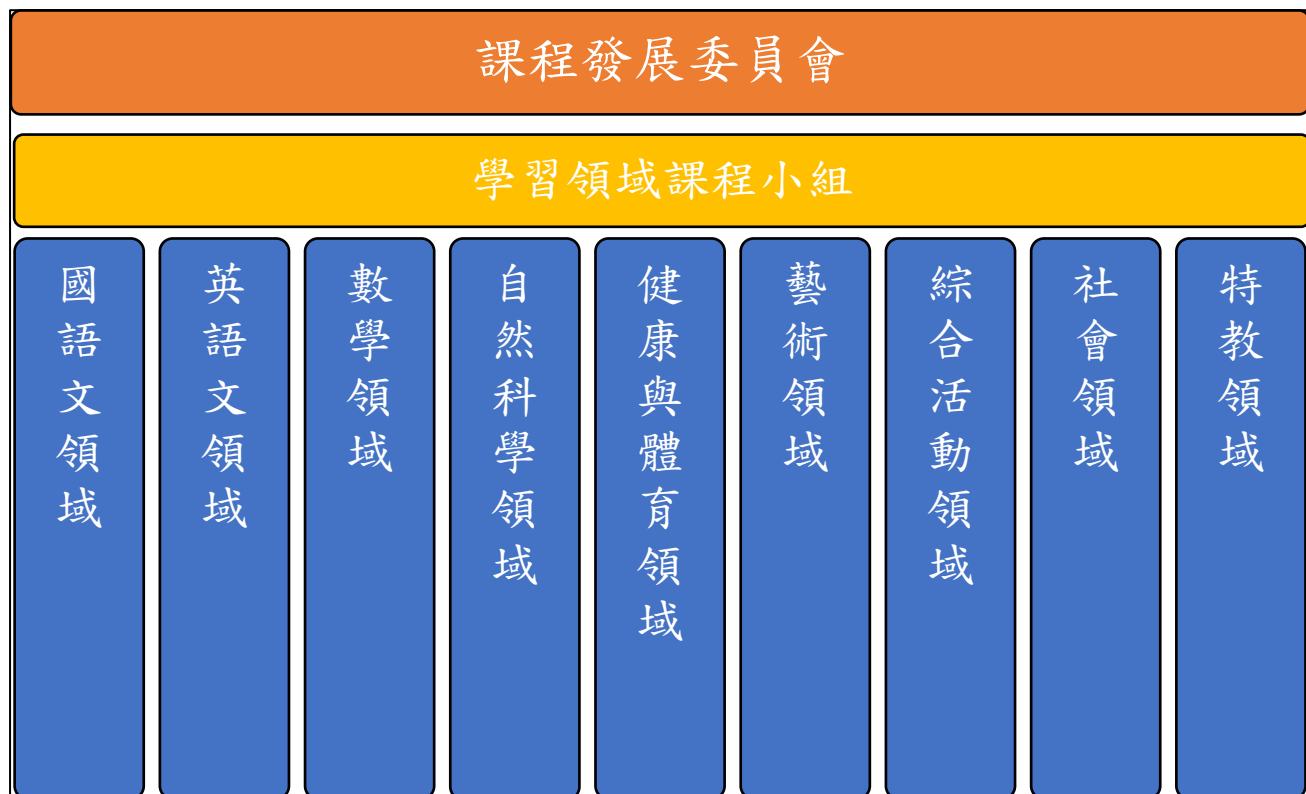 課程發展委員會
學習領域課程小組
國語文領域
英語文領域
數學領域
自然科學領域
健康與體育領域
藝術領域
綜合活動領域
社會領域
特教領域